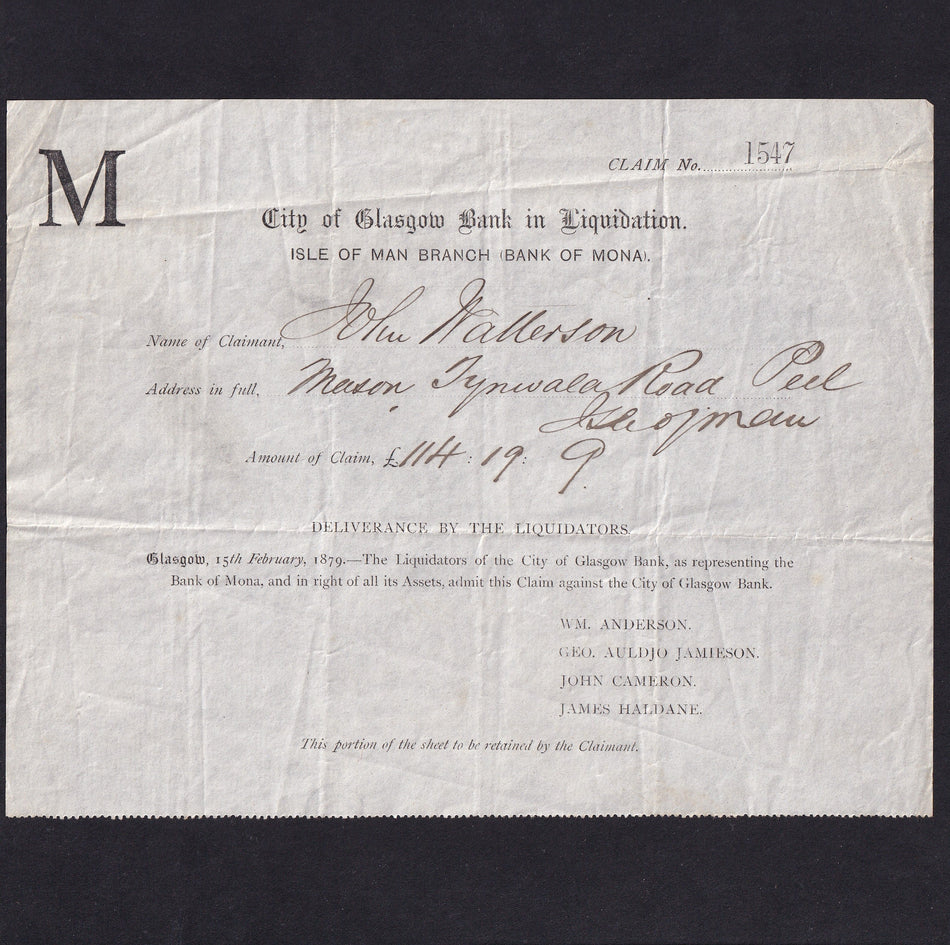 M
CLAIM No. 1547
City of Glasgow Bank in Liquidation.
ISLE OF MAN BRANCH (BANK OF MONA).
Name of Claimant, John Watterson
Address in full, Mason Tynwald Road Peel
Isle of man
Amount of Claim, £114 : 19 : 9
DELIVERANCE BY THE LIQUIDATORS.
Glasgow, 15th February, 1879.—The Liquidators of the City of Glasgow Bank, as representing the
Bank of Mona, and in right of all its Assets, admit this Claim against the City of Glasgow Bank.
WM. ANDERSON.
GEO. AULDJO JAMIESON.
JOHN CAMERON.
JAMES HALDANE.
This portion of the sheet to be retained by the Claimant.